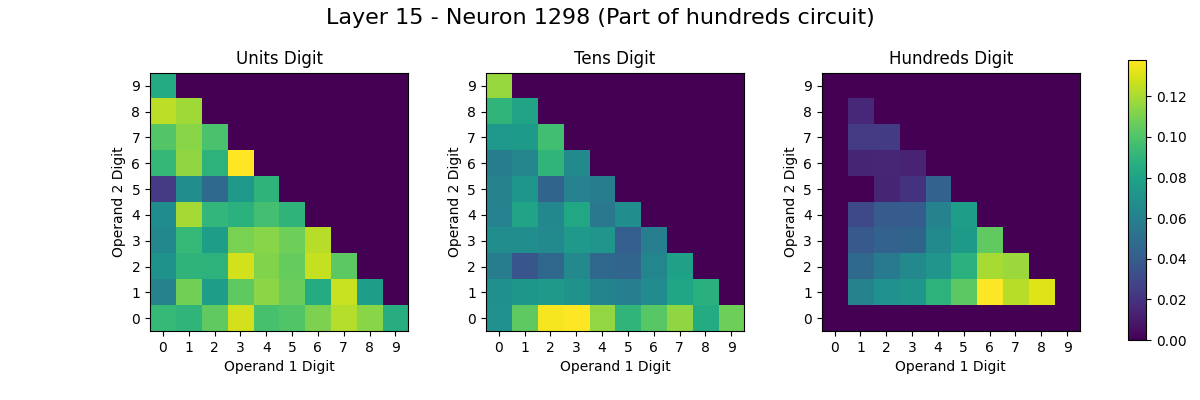 Layer 15 - Neuron 1298 (Part of hundreds circuit)
Units Digit
Operand 2 Digit
9
8
7
6
5
4
3
2
1
0
0 1 2 3 4 5 6 7 8 9
Operand 1 Digit
Tens Digit
Operand 2 Digit
9
8
7
6
5
4
3
2
1
0
0 1 2 3 4 5 6 7 8 9
Operand 1 Digit
Hundreds Digit
Operand 2 Digit
9
8
7
6
5
4
3
2
1
0
0 1 2 3 4 5 6 7 8 9
Operand 1 Digit
0.12
0.10
0.08
0.06
0.04
0.02
0.00